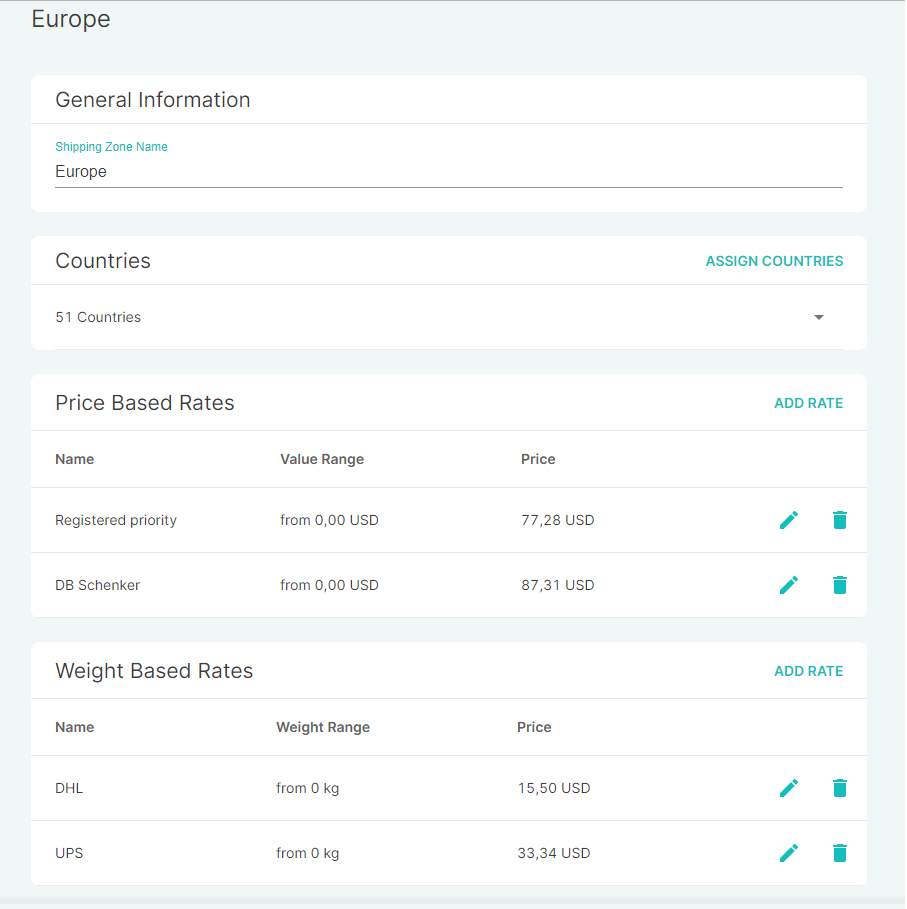 Europe
General Information
Shipping Zone Name
Europe
Countries ASSIGN COUNTRIES
51 Countries
Price Based Rates ADD RATE
Name Value Range Price
Registered priority from 0,00 USD 77,28 USD
DB Schenker from 0,00 USD 87,31 USD
Weight Based Rates ADD RATE
Name Weight Range Price
DHL from 0 kg 15,50 USD
UPS from 0 kg 33,34 USD